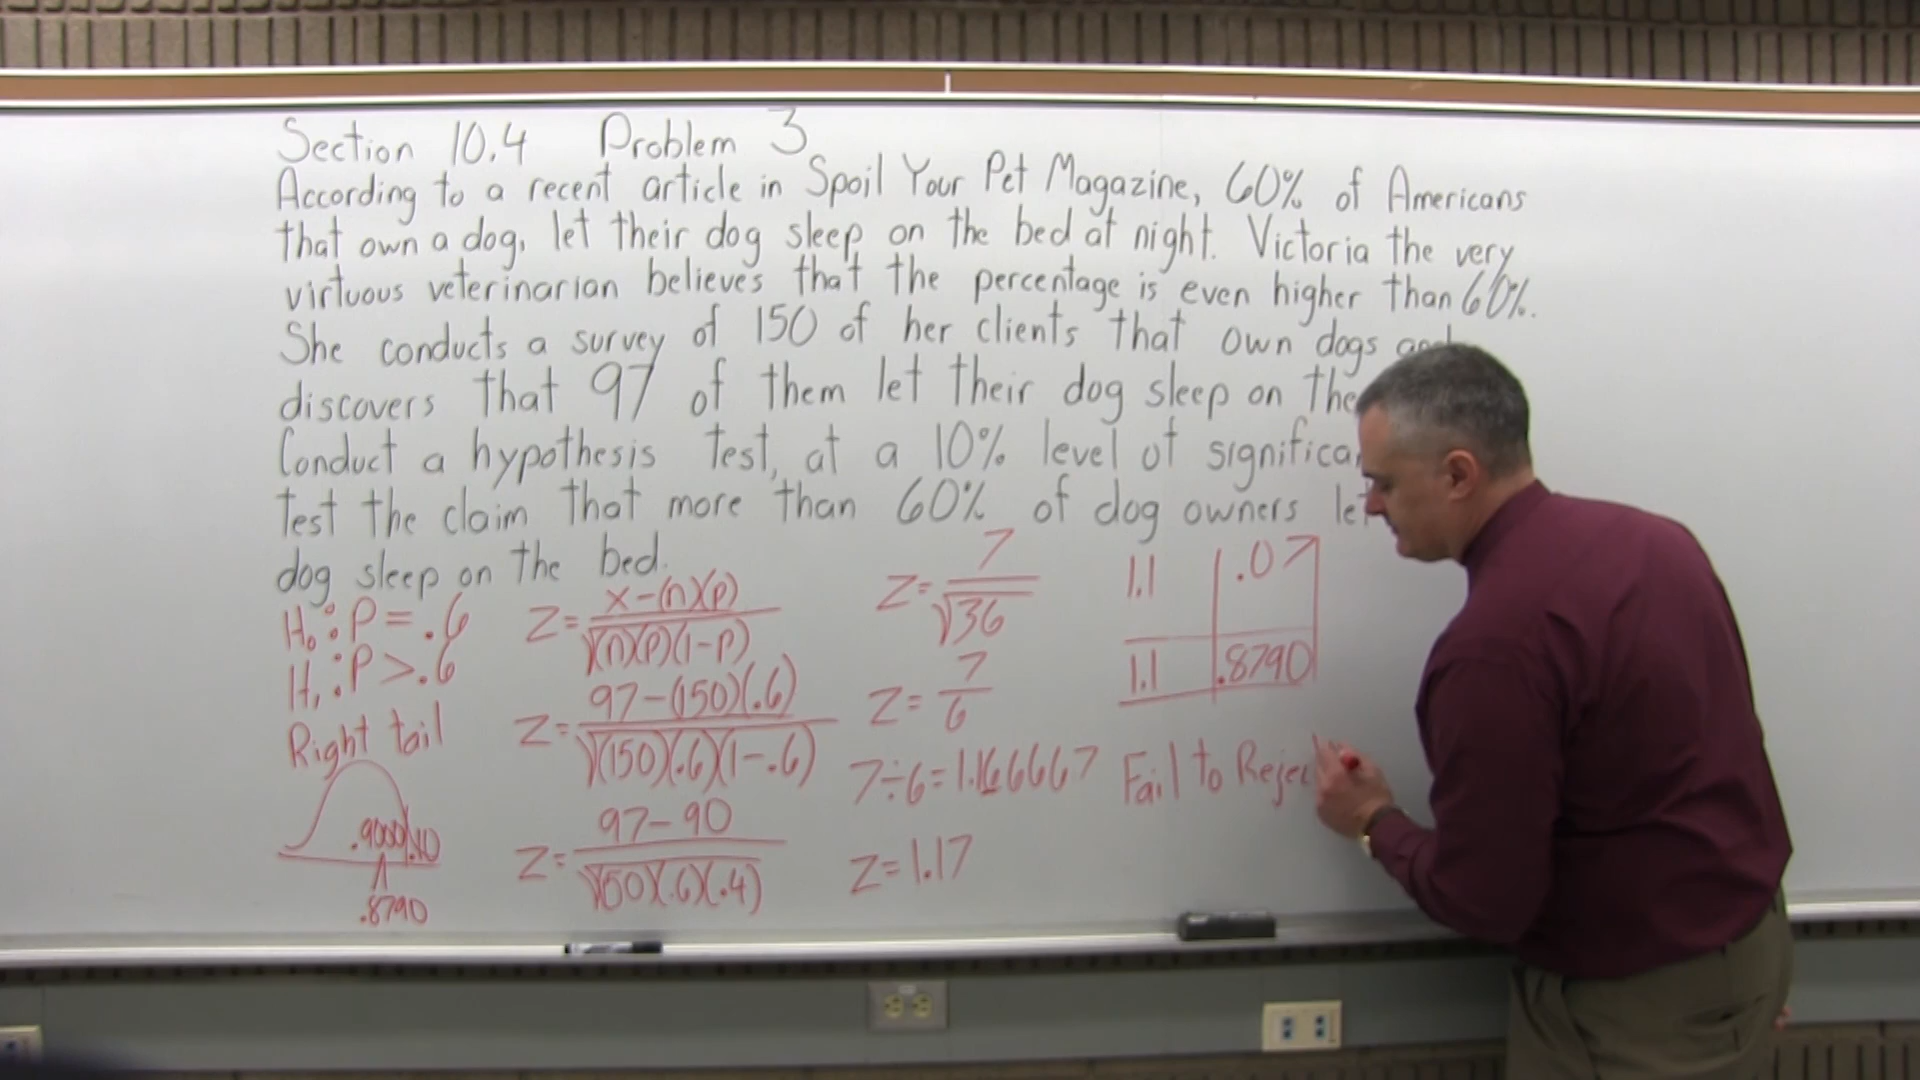 Section 10.4 Problem 3
According to a recent article in Spoil Your Pet Magazine, 60% of Americans
that own a dog, let their dog sleep on the bed at night. Victoria the very
virtuous veterinarian believes that the percentage is even higher than 60%.
She conducts a survey of 150 of her clients that own dogs and
discovers that 97 of them let their dog sleep on the
Conduct a hypothesis test, at a 10% level of significan
test the claim that more than 60% of dog owners let
dog sleep on the bed.
H₀: P = .6
H₁: P > .6
Right tail
.9000 .10
.8790
Z = x-(n)(p) / √(n)(p)(1-p)
Z = 97-(150)(.6) / √(150)(.6)(1-.6)
Z = 97-90 / √(150)(.6)(.4)
Z = 7/√36
Z = 7/6
7÷6=1.166667
Z=1.17
1.1 .07
1.1 .8790
Fail to Rejec